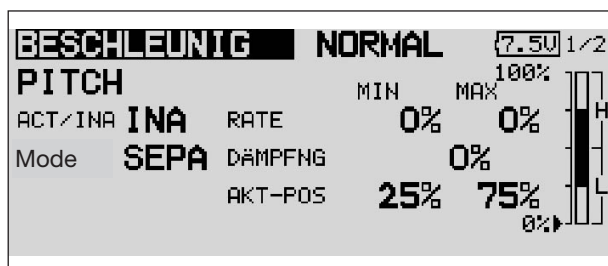 BESCHLEUNIG NORMAL 7.5V 1/2
PITCH MIN MAX 100%
ACT/INA INA RATE 0% 0% H
Mode SEPA DÄMPFNG 0%
AKT-POS 25% 75% L
0%